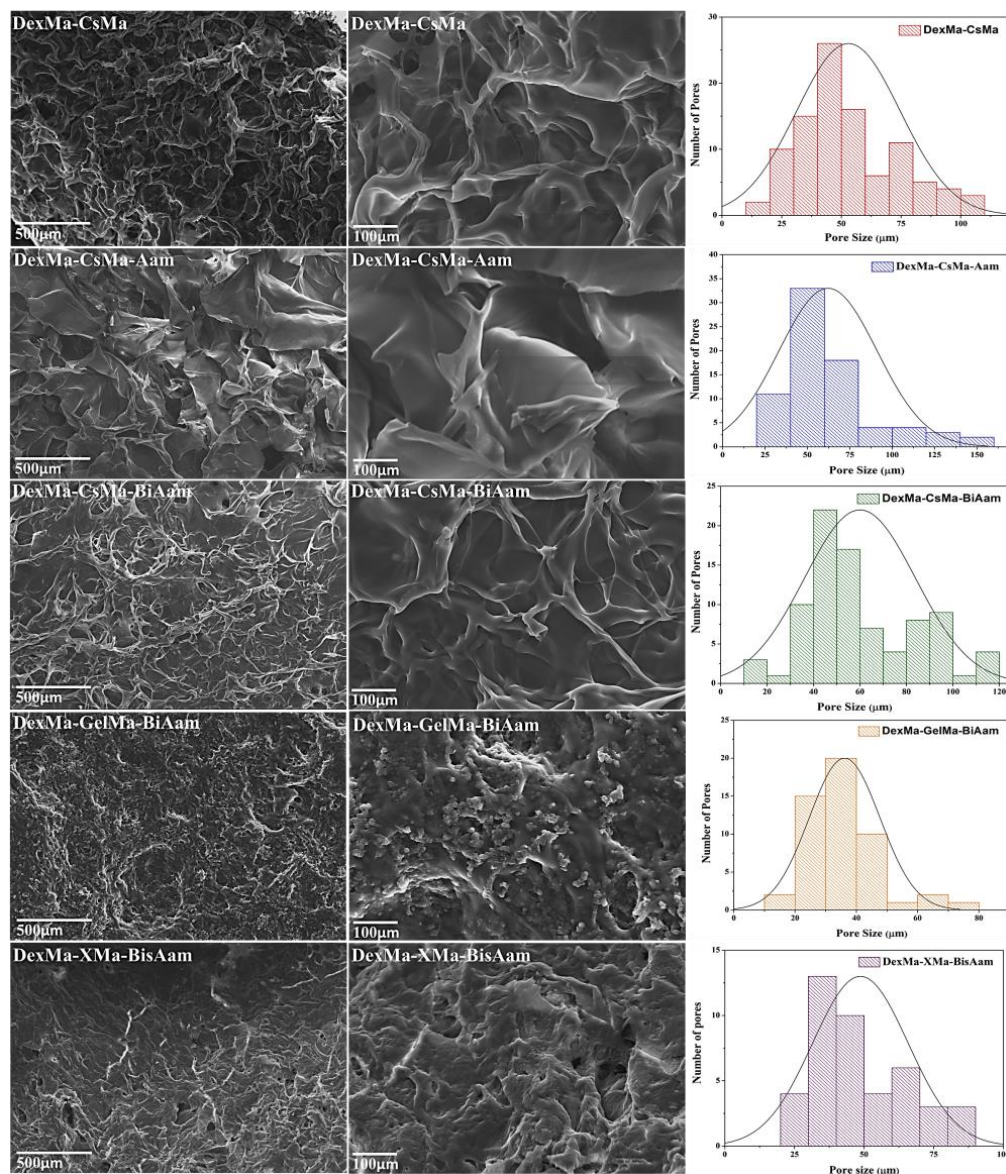 DexMa-CsMa
500μm
DexMa-CsMa
100μm
DexMa-CsMa
Number of Pores
30
20
10
0
0 25 50 75 100
Pore Size (μm)
DexMa-CsMa-Aam
500μm
DexMa-CsMa-Aam
100μm
DexMa-CsMa-Aam
Number of Pores
40
35
30
25
20
15
10
5
0
0 25 50 75 100 125 150
Pore Size (μm)
DexMa-CsMa-BiAam
500μm
DexMa-CsMa-BiAam
100μm
DexMa-CsMa-BiAam
Number of Pores
25
20
15
10
5
0
0 20 40 60 80 100 120
Pore Size (μm)
DexMa-GelMa-BiAam
500μm
DexMa-GelMa-BiAam
100μm
DexMa-GelMa-BiAam
Number of Pores
25
20
15
10
5
0
0 20 40 60 80
Pore Size (μm)
DexMa-XMa-BisAam
500μm
DexMa-XMa-BisAam
100μm
DexMa-XMa-BisAam
Number of pores
15
10
5
0
0 25 50 75 100
Pore size (μm)